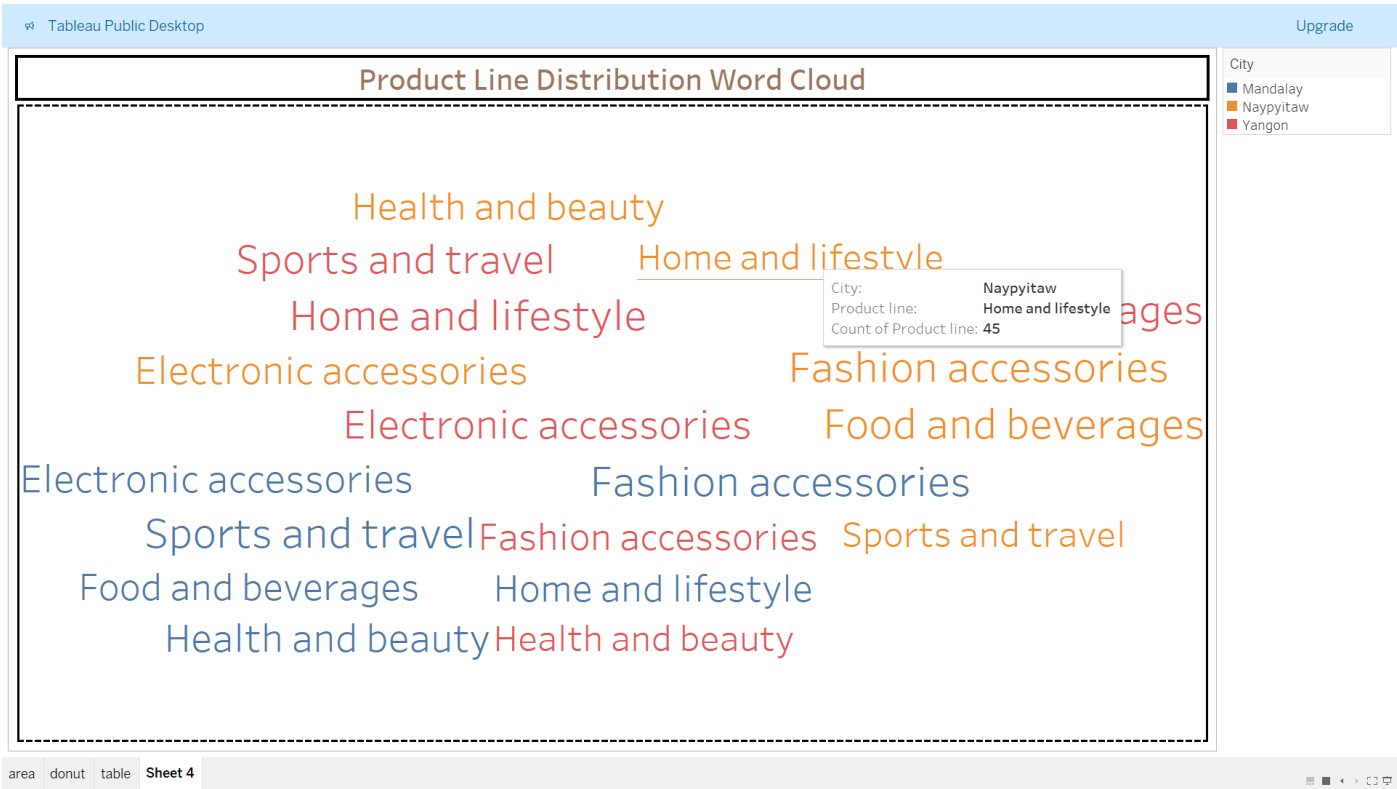 Tableau Public Desktop
Upgrade
Product Line Distribution Word Cloud
City
Mandalay
Naypyitaw
Yangon
Health and beauty
Sports and travel
Home and lifestyle
City: Naypyitaw
Product line: Home and lifestyle
Count of Product line: 45
Home and lifestyle
ages
Electronic accessories
Fashion accessories
Electronic accessories
Food and beverages
Electronic accessories
Fashion accessories
Sports and travel
Fashion accessories
Sports and travel
Food and beverages
Home and lifestyle
Health and beauty
Health and beauty
area
donut
table
Sheet 4